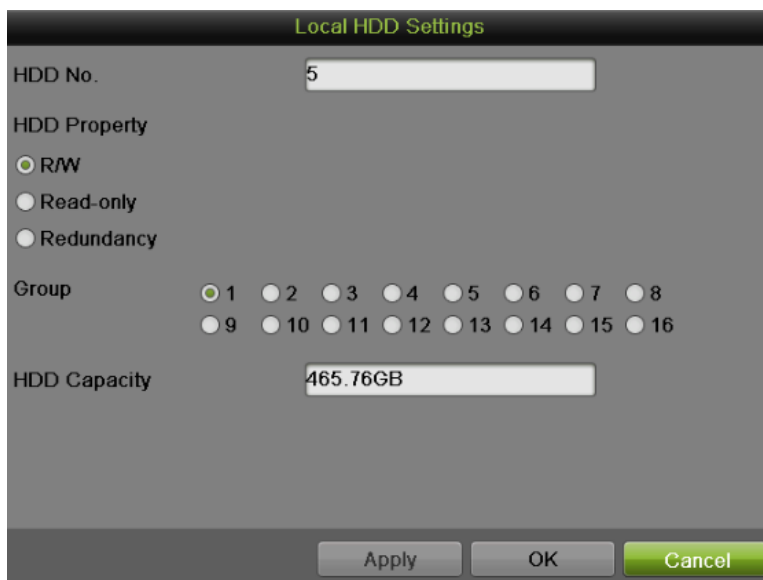 Local HDD Settings
HDD No. 5
HDD Property
R/W
Read-only
Redundancy
Group 1 2 3 4 5 6 7 8
9 10 11 12 13 14 15 16
HDD Capacity 465.76GB
Apply OK Cancel